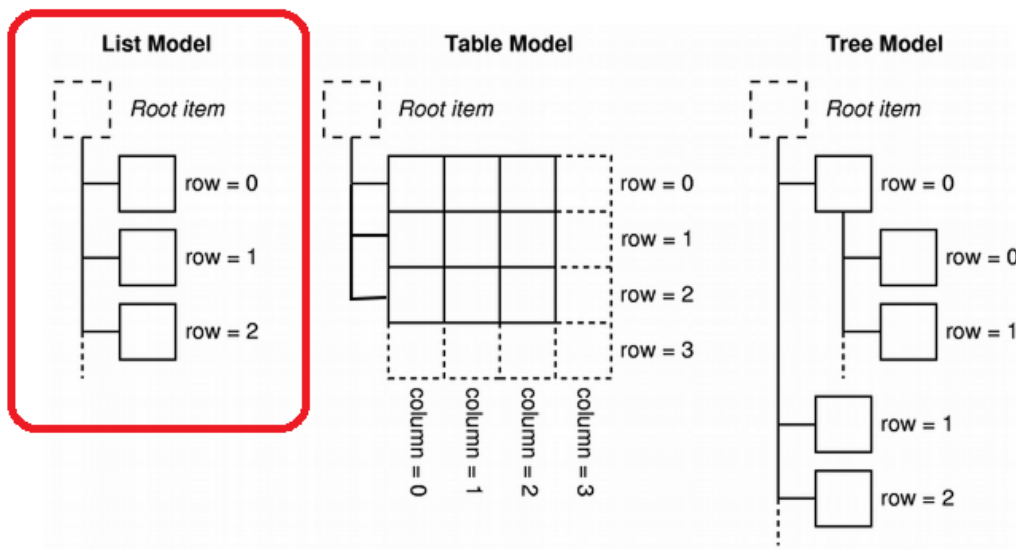 List Model
Root item
row = 0
row = 1
row = 2
Table Model
Root item
row = 0
row = 1
row = 2
row = 3
column = 0
column = 1
column = 2
column = 3
Tree Model
Root item
row = 0
row = 0
row = 1
row = 1
row = 2